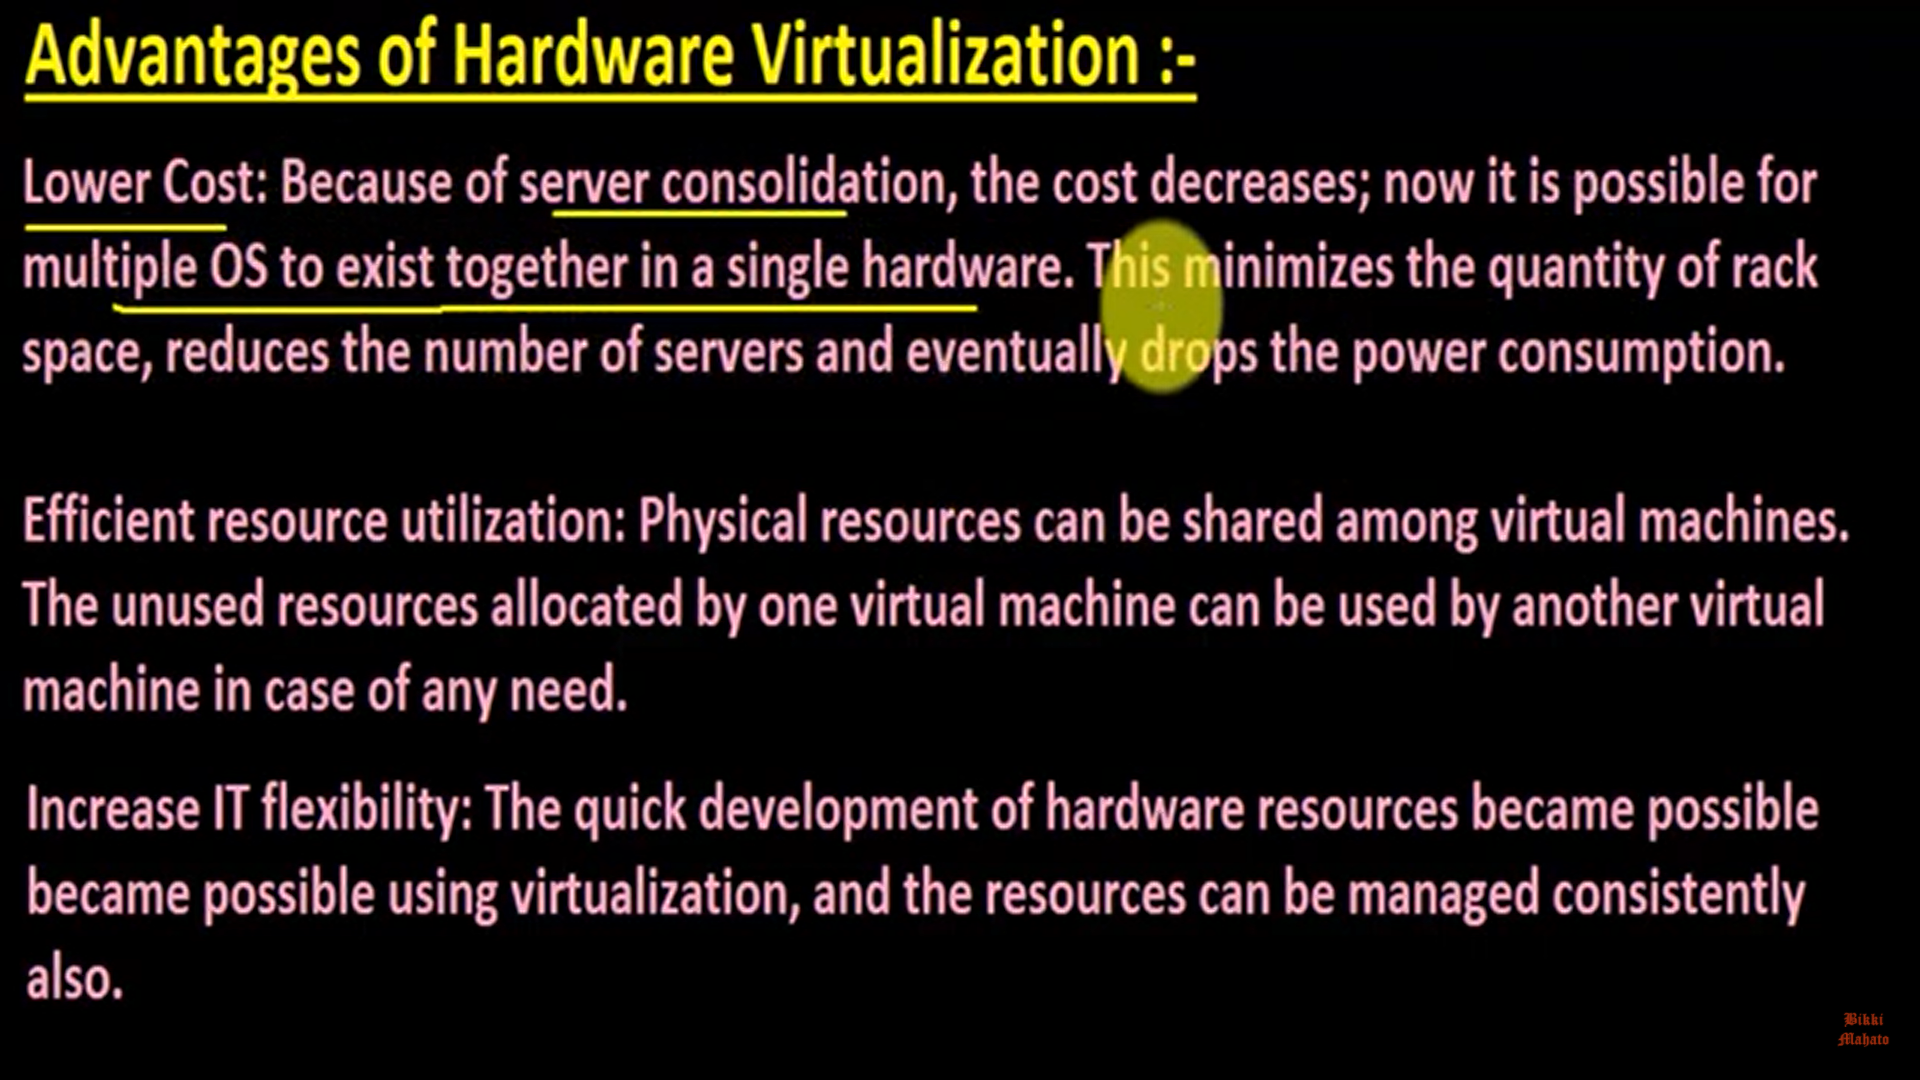 Advantages of Hardware Virtualization :-
Lower Cost: Because of server consolidation, the cost decreases; now it is possible for
multiple OS to exist together in a single hardware. This minimizes the quantity of rack
space, reduces the number of servers and eventually drops the power consumption.
Efficient resource utilization: Physical resources can be shared among virtual machines.
The unused resources allocated by one virtual machine can be used by another virtual
machine in case of any need.
Increase IT flexibility: The quick development of hardware resources became possible
became possible using virtualization, and the resources can be managed consistently
also.
Bikki
Mahato